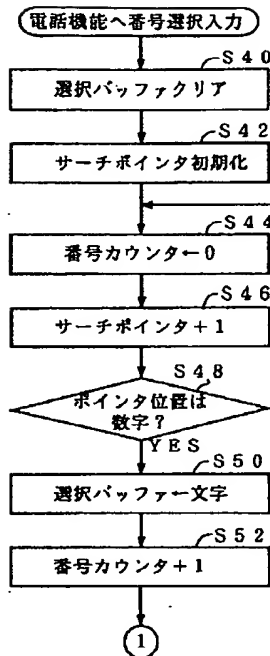 電話機能へ番号選択入力
S40
選択バッファクリア
S42
サーチポインタ初期化
S44
番号カウンタ←0
S46
サーチポインタ+1
S48
ポインタ位置は
数字?
YES
S50
選択バッファ←文字
S52
番号カウンタ+1
1